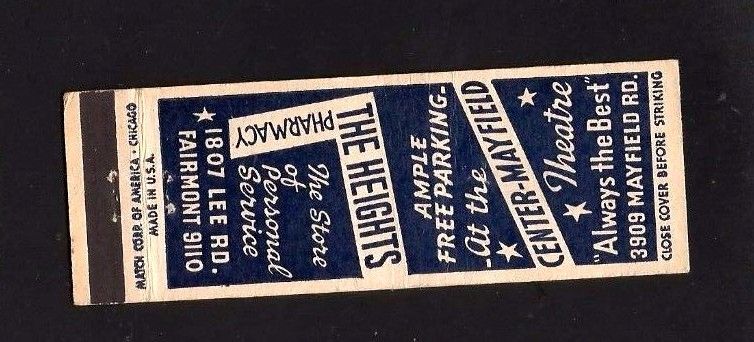 AMPLE
FREE PARKING-
-At the
CENTER-MAYFIELD
Theatre
"Always the Best"
3909 MAYFIELD RD.
CLOSE COVER BEFORE STRIKING
THE HEIGHTS
PHARMACY
The Store
of
Personal
Service
1807 LEE RD.
FAIRMONT 9110
MADE IN U.S.A.
MATCH CORP. OF AMERICA • CHICAGO